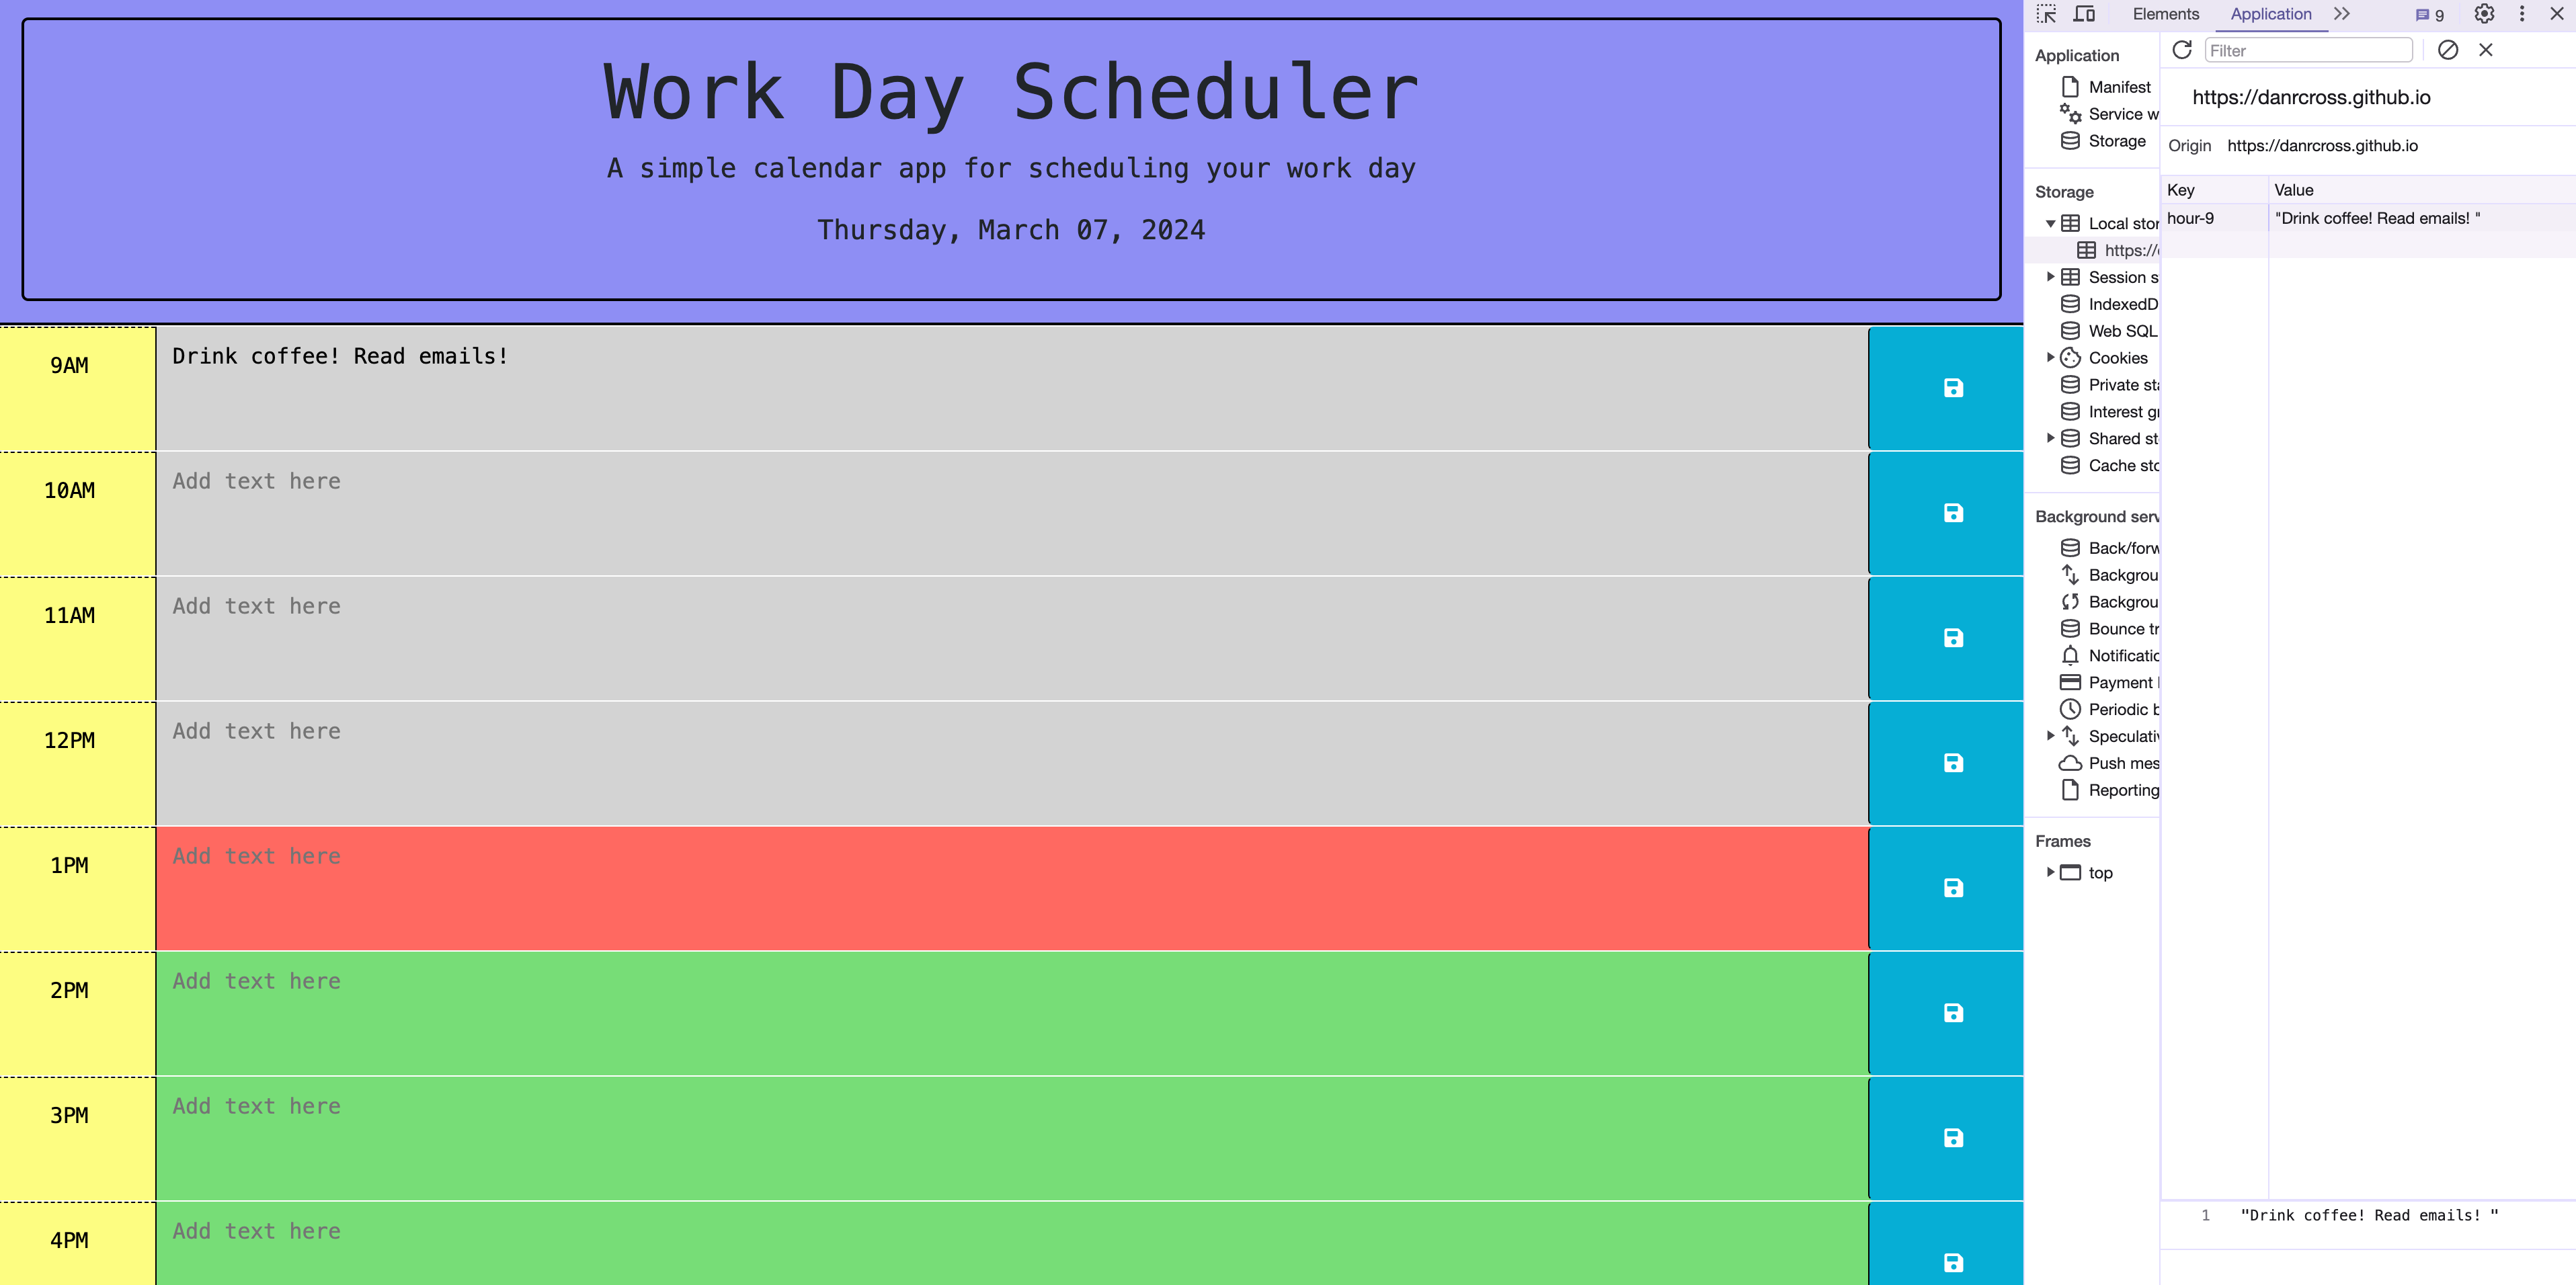 Work Day Scheduler
A simple calendar app for scheduling your work day
Thursday, March 07, 2024
9AM
Drink coffee! Read emails!
10AM
Add text here
11AM
Add text here
12PM
Add text here
1PM
Add text here
2PM
Add text here
3PM
Add text here
4PM
Add text here
Elements Application 9
Application
Manifest
Service w
Storage
Storage
Local stor
https://
Session s
IndexedD
Web SQL
Cookies
Private sta
Interest gr
Shared st
Cache sto
Background serv
Back/forw
Backgrou
Backgrou
Bounce tr
Notificatio
Payment
Periodic b
Speculativ
Push mes
Reporting
Frames
top
Filter
https://danrcross.github.io
Origin https://danrcross.github.io
Key Value
hour-9 "Drink coffee! Read emails! "
1 "Drink coffee! Read emails! "